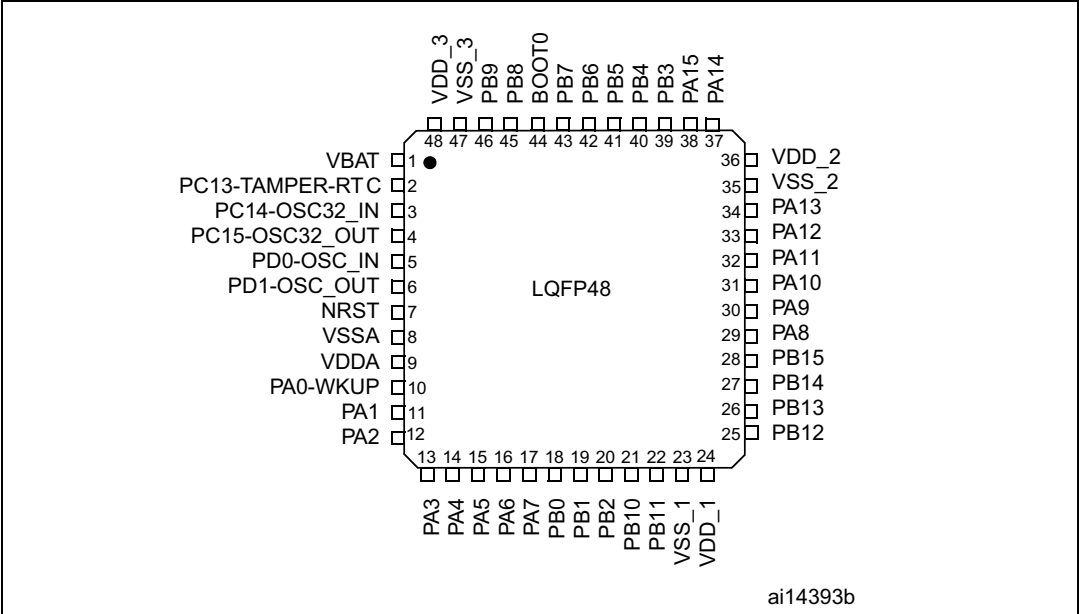 VDD_3
VSS_3
PB9
PB8
BOOT0
PB7
PB6
PB5
PB4
PB3
PA15
PA14
48 47 46 45 44 43 42 41 40 39 38 37
VBAT 1
PC13-TAMPER-RTC 2
PC14-OSC32_IN 3
PC15-OSC32_OUT 4
PD0-OSC_IN 5
PD1-OSC_OUT 6
NRST 7
VSSA 8
VDDA 9
PA0-WKUP 10
PA1 11
PA2 12
LQFP48
36 VDD_2
35 VSS_2
34 PA13
33 PA12
32 PA11
31 PA10
30 PA9
29 PA8
28 PB15
27 PB14
26 PB13
25 PB12
13 14 15 16 17 18 19 20 21 22 23 24
PA3
PA4
PA5
PA6
PA7
PB0
PB1
PB2
PB10
PB11
VSS_1
VDD_1
ai14393b